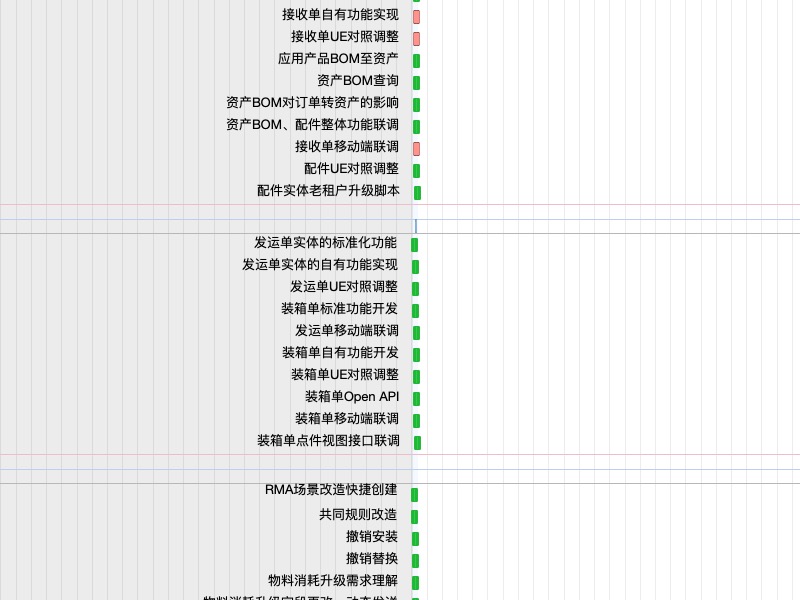 接收单自有功能实现
接收单UE对照调整
应用产品BOM至资产
资产BOM查询
资产BOM对订单转资产的影响
资产BOM、配件整体功能联调
接收单移动端联调
配件UE对照调整
配件实体老租户升级脚本
发运单实体的标准化功能
发运单实体的自有功能实现
发运单UE对照调整
装箱单标准功能开发
发运单移动端联调
装箱单自有功能开发
装箱单UE对照调整
装箱单Open API
装箱单移动端联调
装箱单点件视图接口联调
RMA场景改造快捷创建
共同规则改造
撤销安装
撤销替换
物料消耗升级需求理解